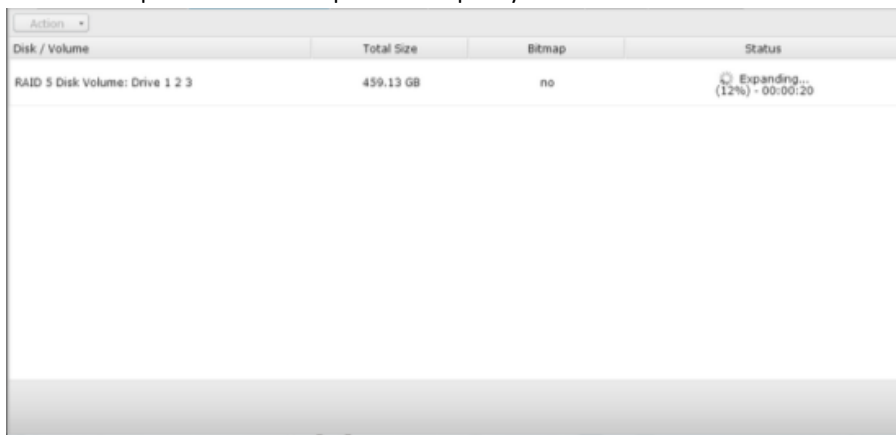 Action
Disk / Volume Total Size Bitmap Status
RAID 5 Disk Volume: Drive 1 2 3 459.13 GB no Expanding...
(12%) - 00:00:20